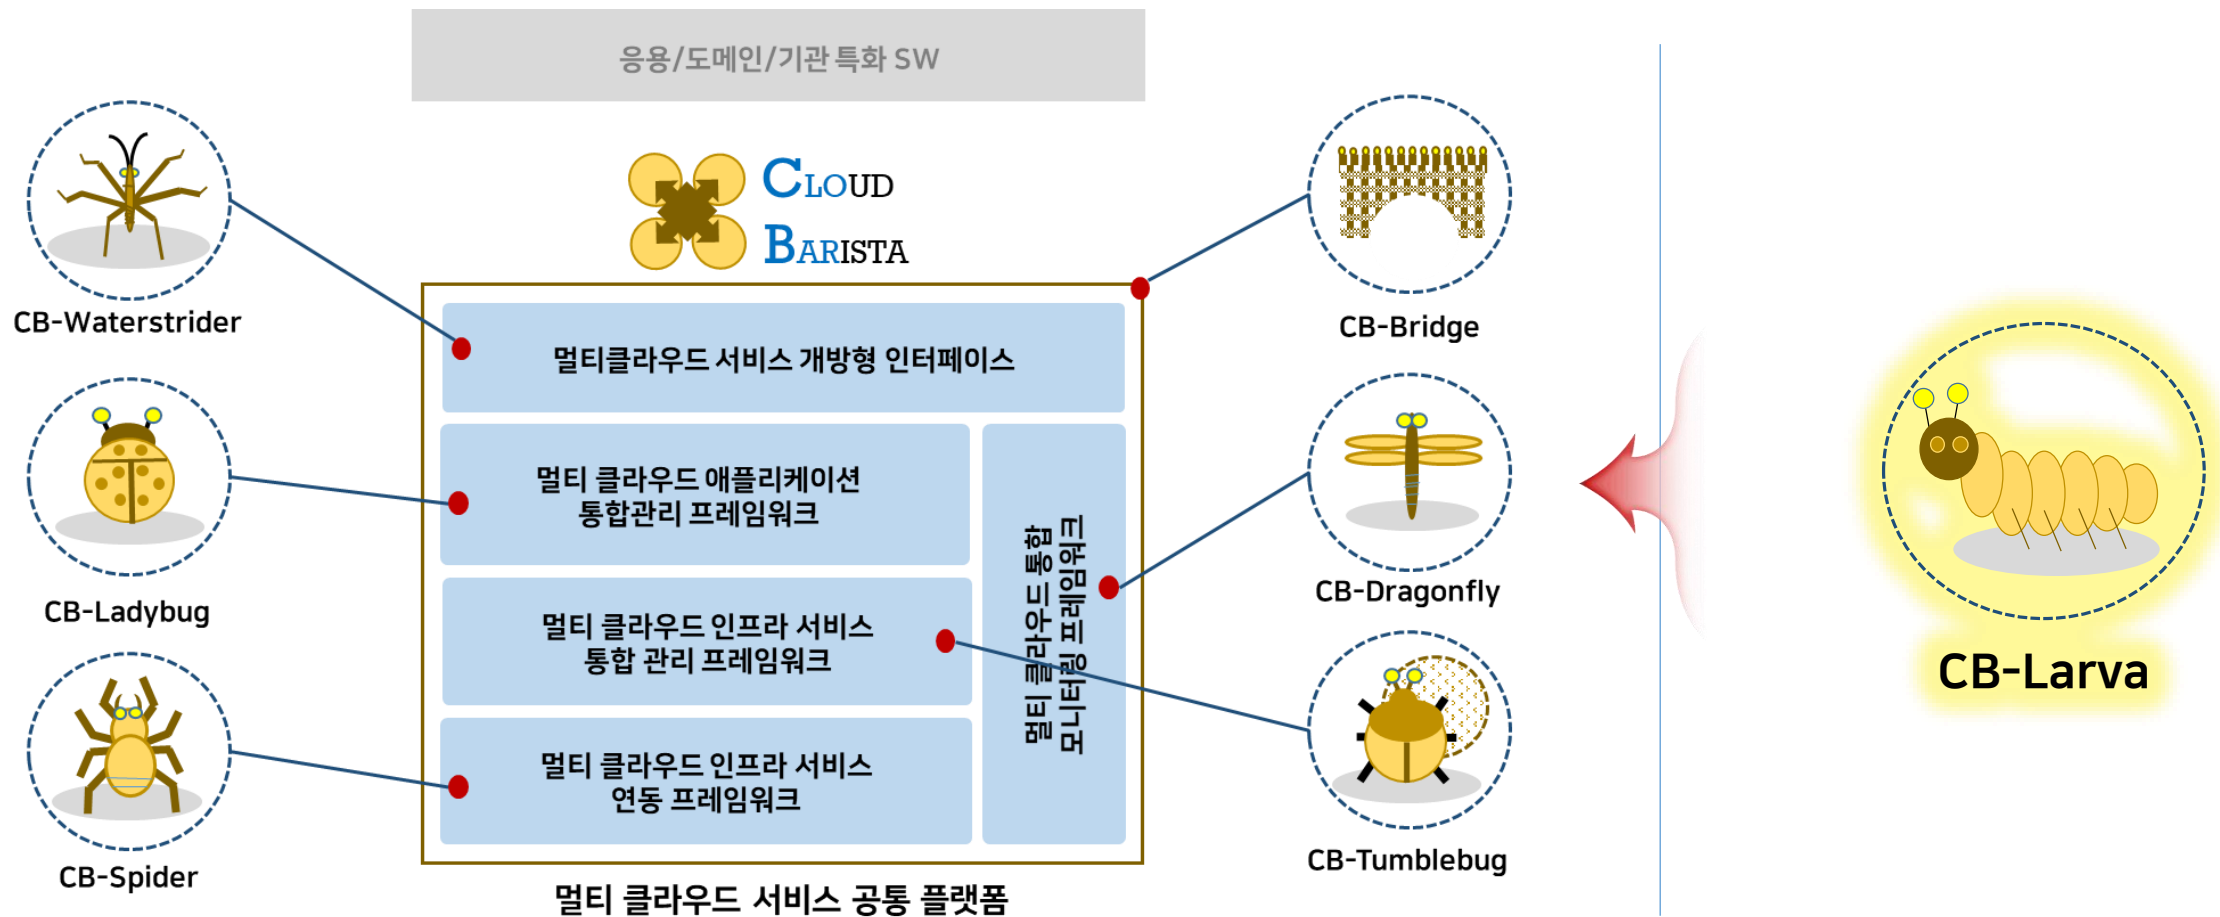 응용/도메인/기관 특화 SW
CLOUD
BARISTA
CB-Waterstrider
CB-Ladybug
CB-Spider
멀티클라우드 서비스 개방형 인터페이스
멀티 클라우드 애플리케이션
통합관리 프레임워크
멀티 클라우드 인프라 서비스
통합 관리 프레임워크
멀티 클라우드 인프라 서비스
연동 프레임워크
멀티 클라우드 통합
모니터링 프레임워크
멀티 클라우드 서비스 공통 플랫폼
CB-Bridge
CB-Dragonfly
CB-Tumblebug
CB-Larva